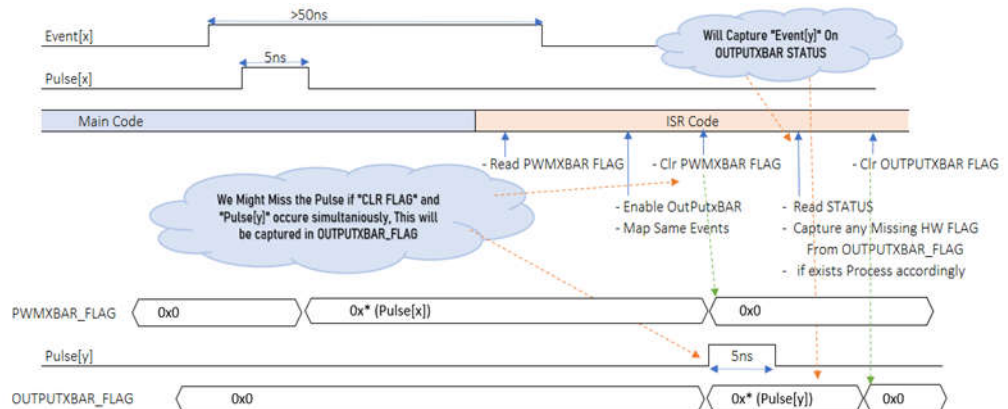 >50ns
Event[x]
Will Capture "Event[y]" On
OUTPUTXBAR STATUS
5ns
Pulse[x]
Main Code
ISR Code
- Read PWMXBAR FLAG
- Clr PWMXBAR FLAG
- Clr OUTPUTXBAR FLAG
We Might Miss the Pulse if "CLR FLAG" and
"Pulse[y]" occure simultaniously, This will
be captured in OUTPUTXBAR_FLAG
- Enable OutPutxBAR
- Map Same Events
- Read STATUS
- Capture any Missing HW FLAG
From OUTPUTXBAR_FLAG
- if exists Process accordingly
PWMXBAR_FLAG
0x0
0x* (Pulse[x])
0x0
Pulse[y]
5ns
OUTPUTXBAR_FLAG
0x0
0x* (Pulse[y])
0x0